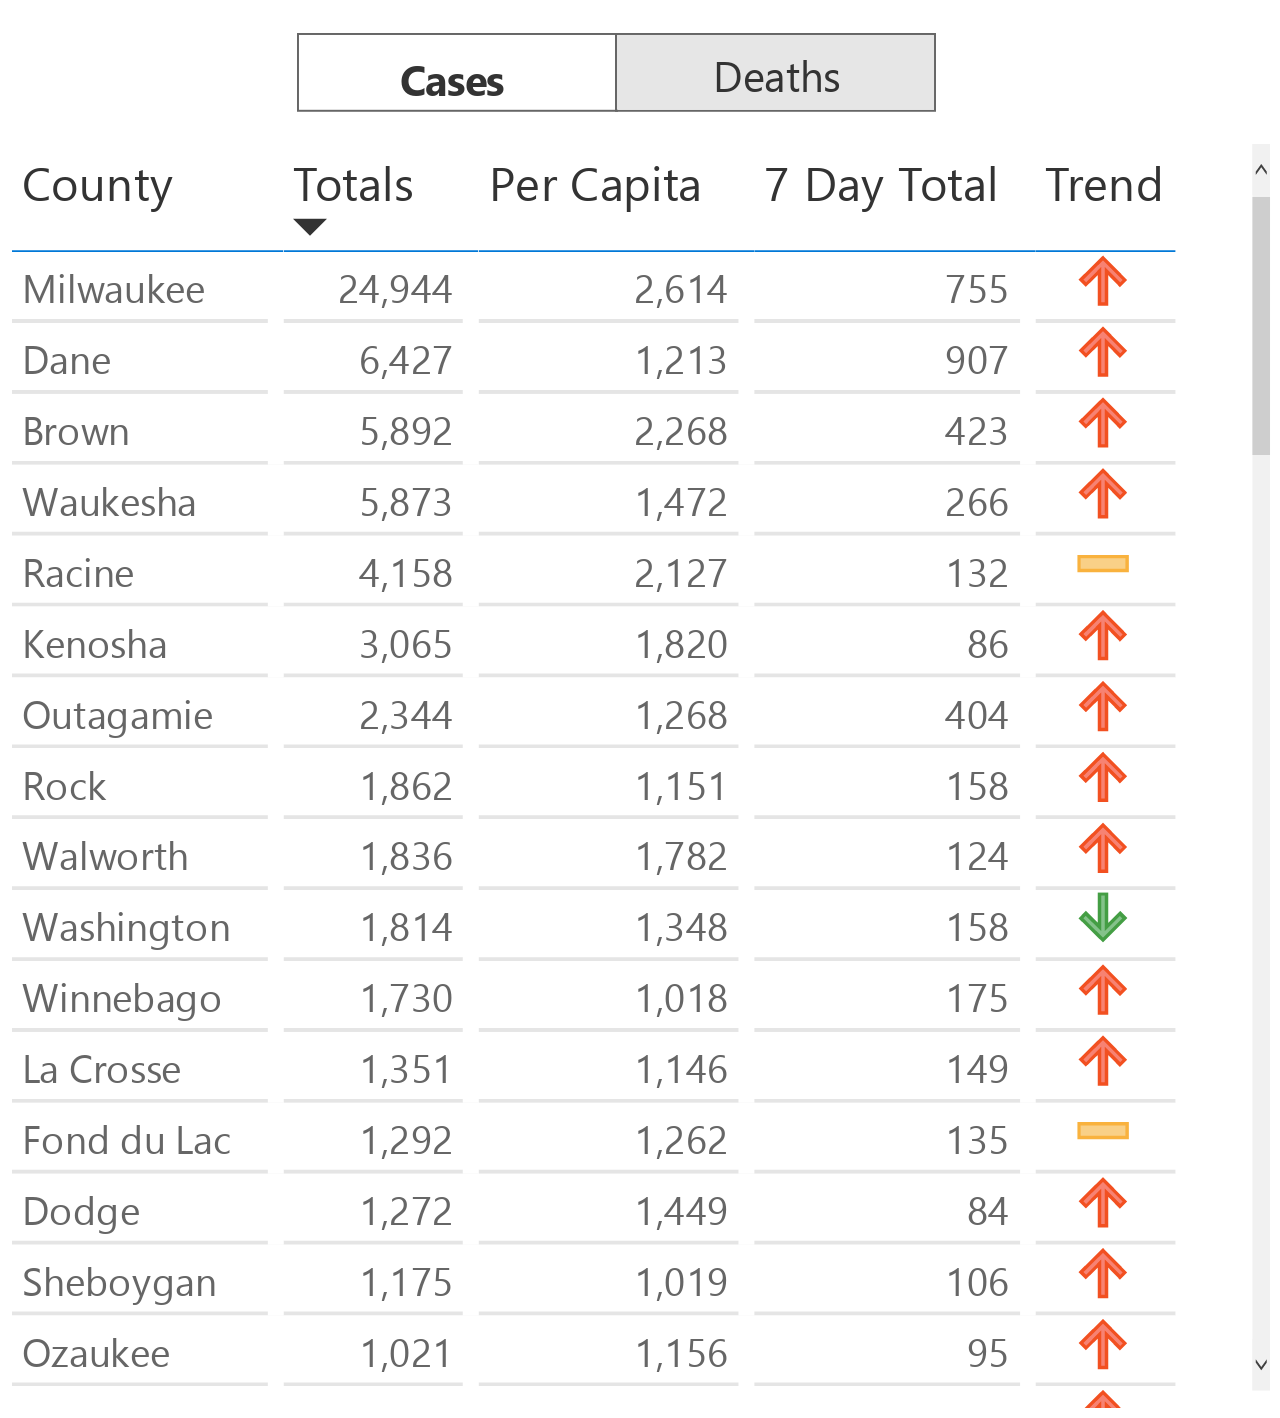 Cases Deaths
County Totals Per Capita 7 Day Total Trend
Milwaukee 24,944 2,614 755
Dane 6,427 1,213 907
Brown 5,892 2,268 423
Waukesha 5,873 1,472 266
Racine 4,158 2,127 132
Kenosha 3,065 1,820 86
Outagamie 2,344 1,268 404
Rock 1,862 1,151 158
Walworth 1,836 1,782 124
Washington 1,814 1,348 158
Winnebago 1,730 1,018 175
La Crosse 1,351 1,146 149
Fond du Lac 1,292 1,262 135
Dodge 1,272 1,449 84
Sheboygan 1,175 1,019 106
Ozaukee 1,021 1,156 95